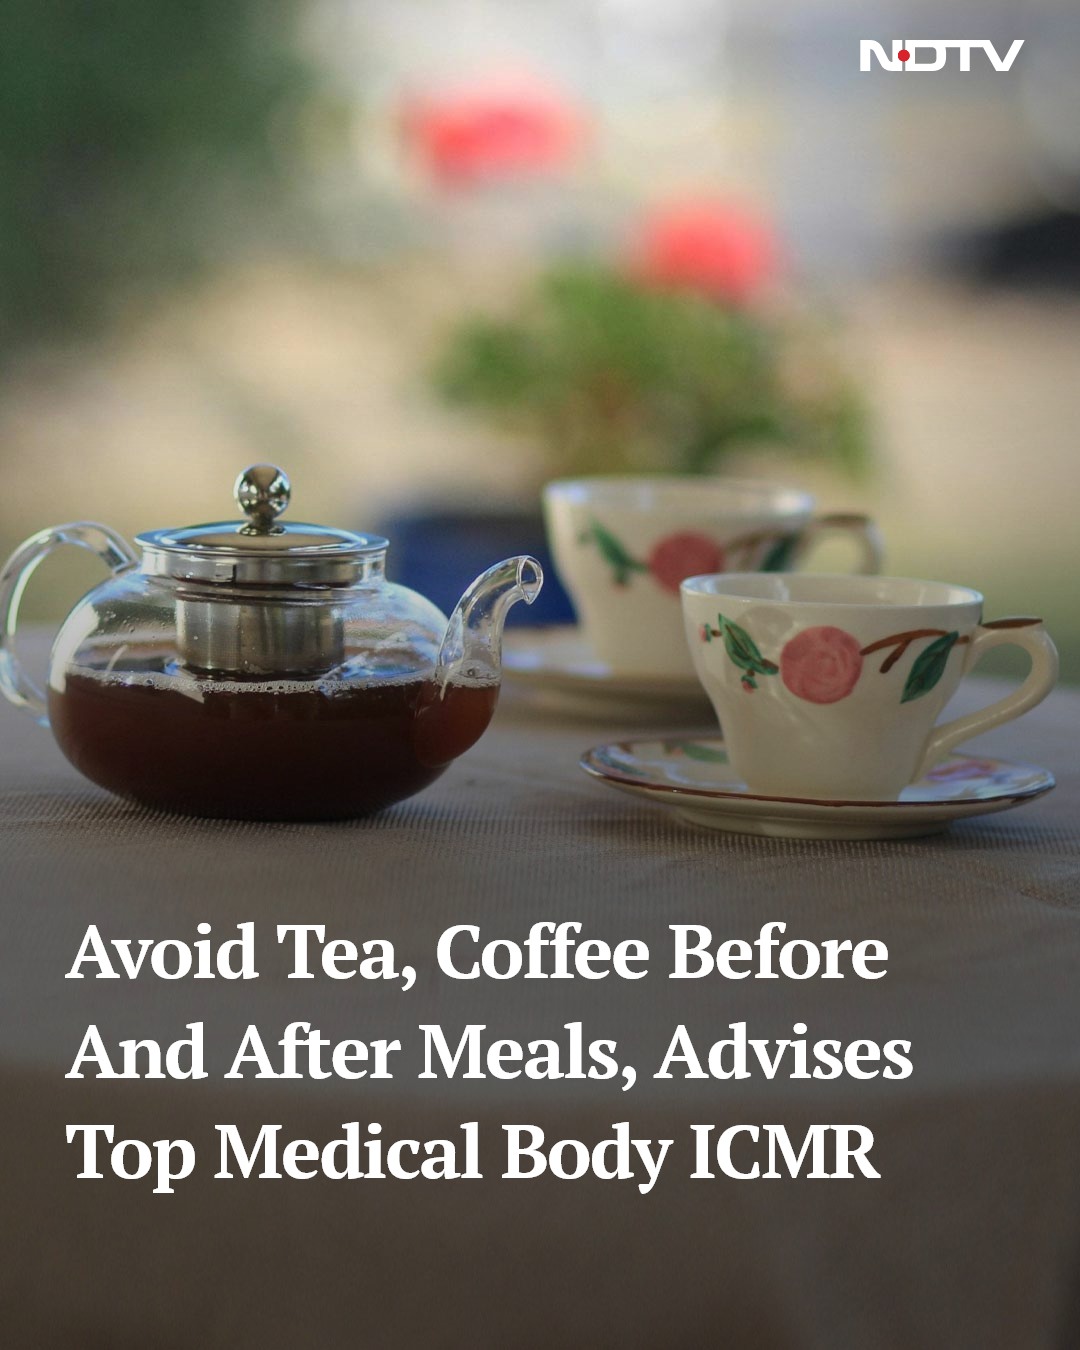 NDTV
Avoid Tea, Coffee Before
And After Meals, Advises
Top Medical Body ICMR